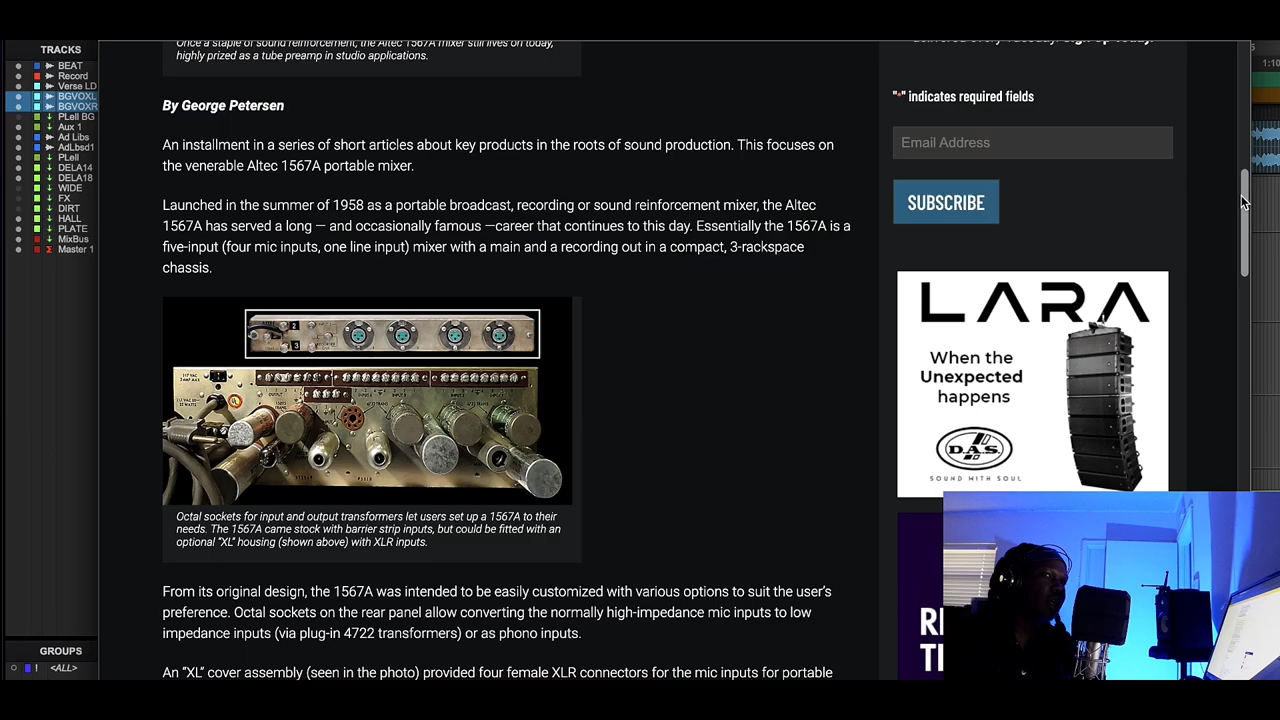 TRACKS
BEAT
Record
Verse LD
BGVOXL
BGVOXR
PLell BG
Aux 1
Ad Libs
AdLbsd1
PLell
DELA14
DELA18
WIDE
FX
DIRT
HALL
PLATE
MixBus
Master 1
GROUPS
! <ALL>
Once a staple of sound reinforcement, the Altec 1567A mixer still lives on today,
highly prized as a tube preamp in studio applications.
By George Petersen
An installment in a series of short articles about key products in the roots of sound production. This focuses on
the venerable Altec 1567A portable mixer.
Launched in the summer of 1958 as a portable broadcast, recording or sound reinforcement mixer, the Altec
1567A has served a long — and occasionally famous —career that continues to this day. Essentially the 1567A is a
five-input (four mic inputs, one line input) mixer with a main and a recording out in a compact, 3-rackspace
chassis.
2
3
Octal sockets for input and output transformers let users set up a 1567A to their
needs. The 1567A came stock with barrier strip inputs, but could be fitted with an
optional "XL" housing (shown above) with XLR inputs.
From its original design, the 1567A was intended to be easily customized with various options to suit the user's
preference. Octal sockets on the rear panel allow converting the normally high-impedance mic inputs to low
impedance inputs (via plug-in 4722 transformers) or as phono inputs.
An "XL" cover assembly (seen in the photo) provided four female XLR connectors for the mic inputs for portable
delivered every Tuesday. Sign Up Today.
"*" indicates required fields
Email Address
SUBSCRIBE
LARA
When the
Unexpected
happens
D.A.S.
SOUND WITH SOUL
1:10